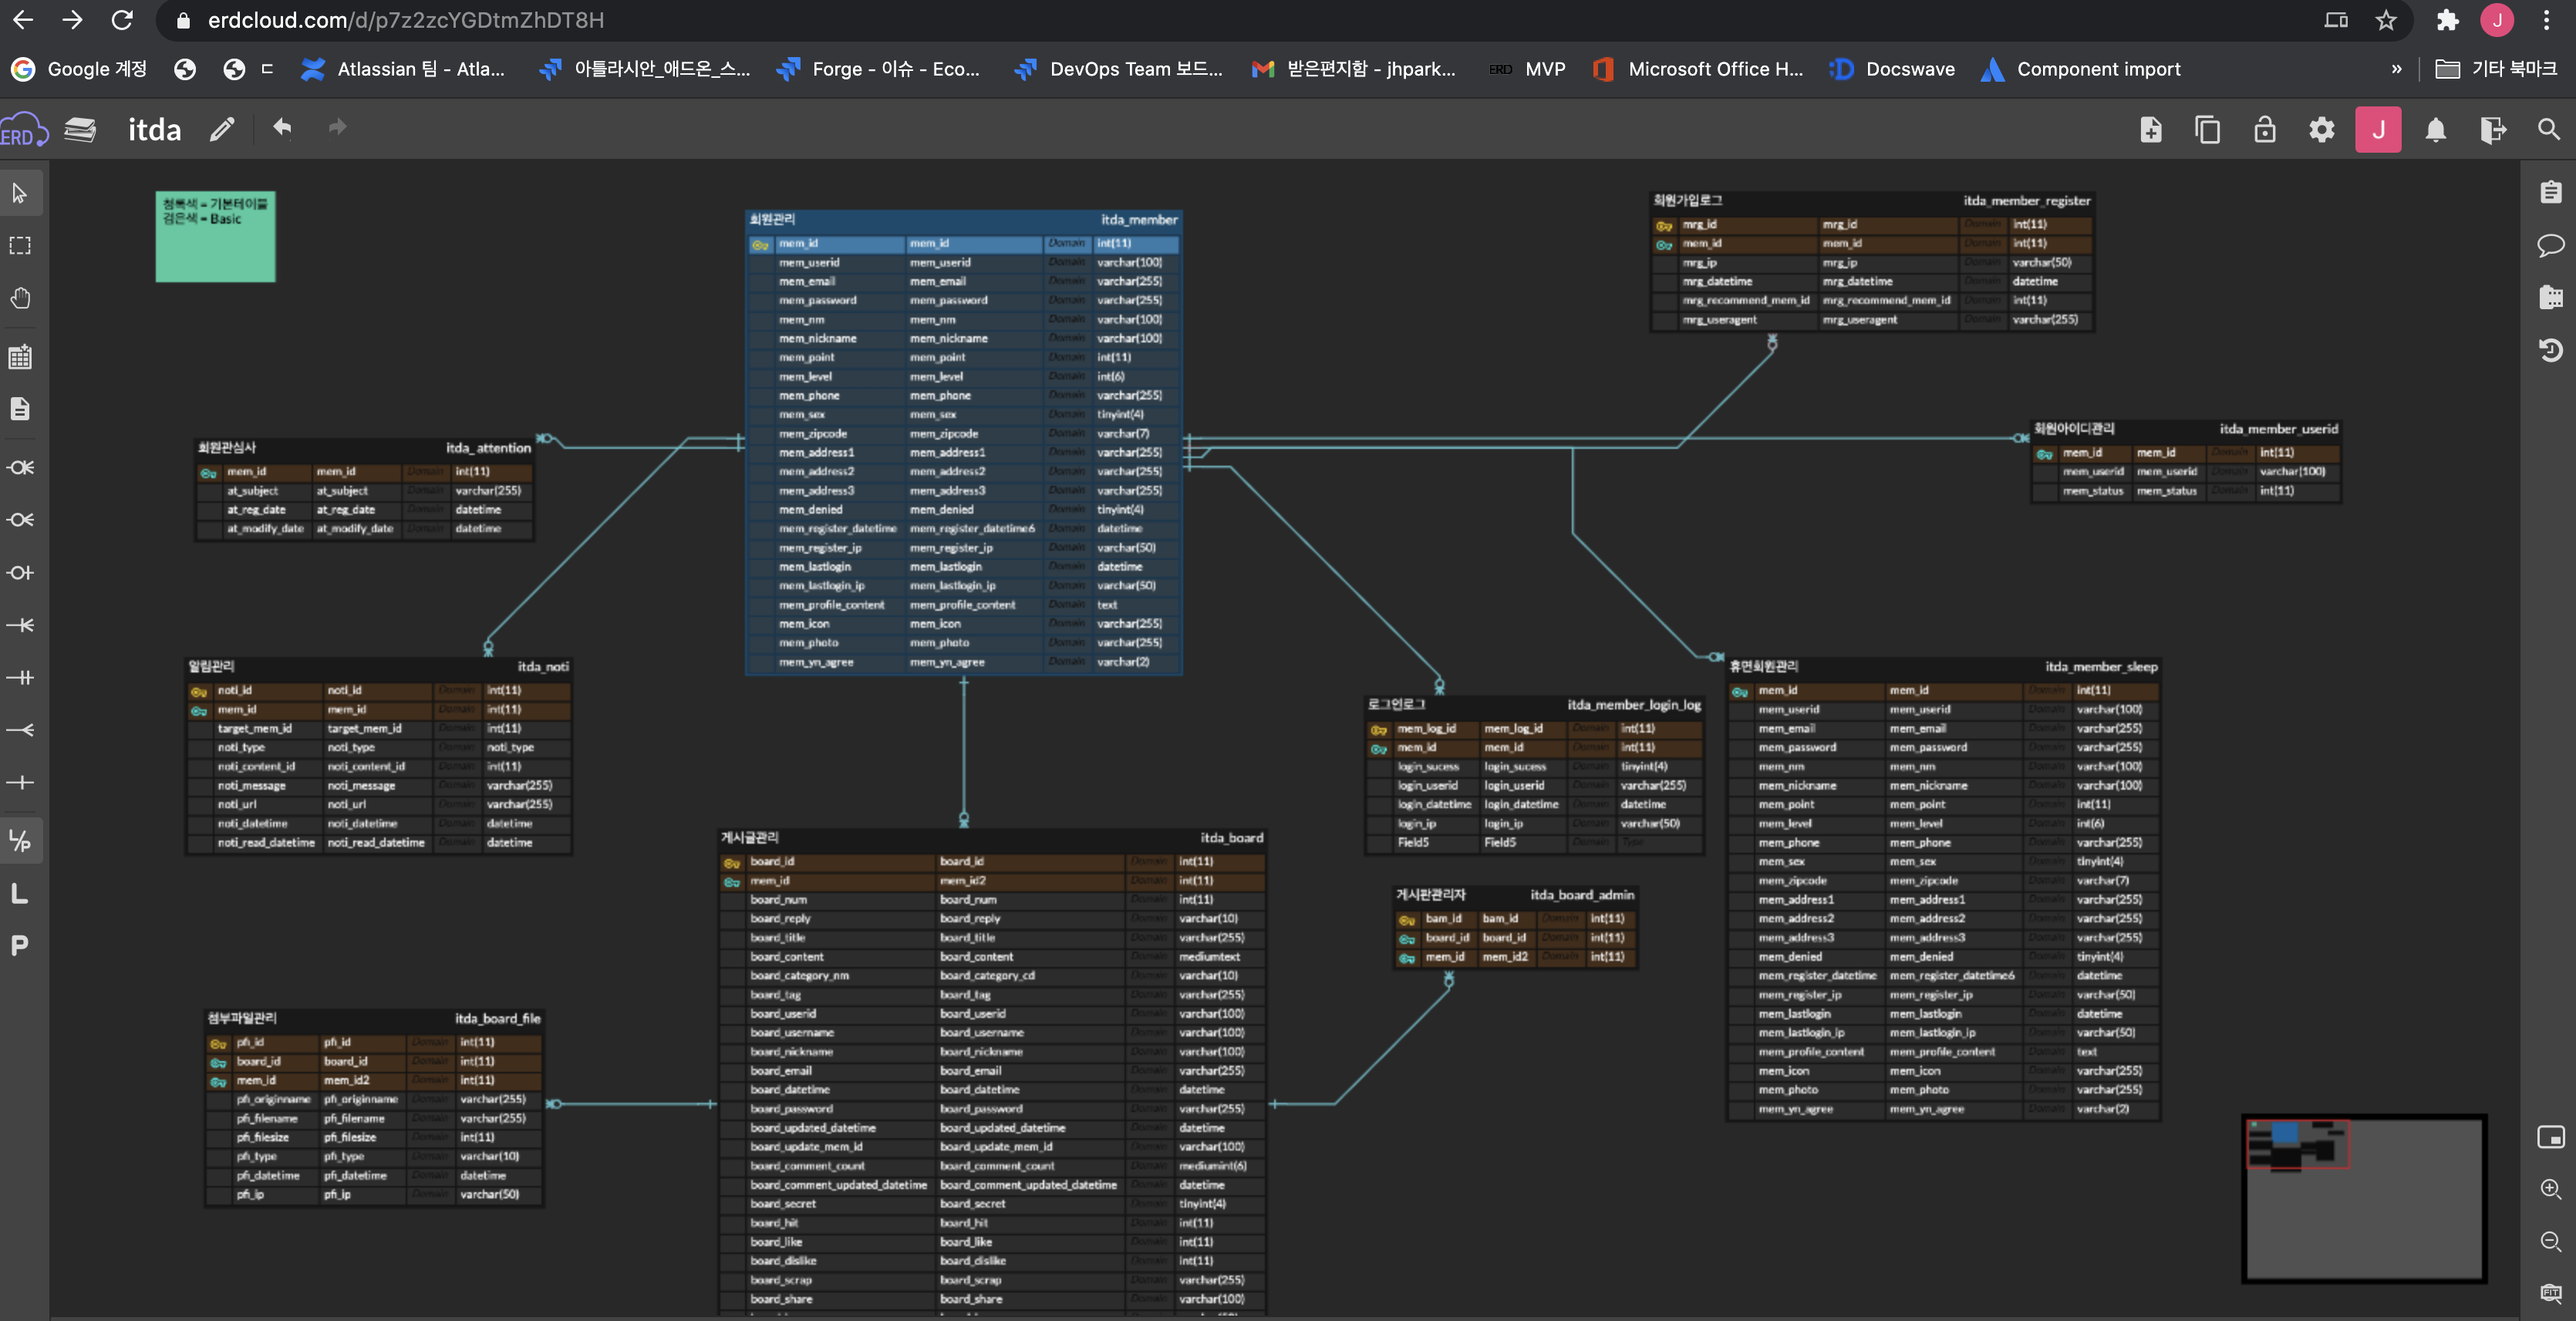 erdcloud.com/d/p7z2zcYGDtmZhDT8H
J
Google 계정
ㄷ
Atlassian 팀 - Atla...
아틀라시안_애드온_스...
Forge - 이슈 - Eco...
DevOps Team 보드...
받은편지함 - jhpark...
ERD MVP
Microsoft Office H...
Docswave
Component import
»
기타 북마크
ERD
itda
J
청록색 = 기본테이블
검은색 = Basic
회원관리 itda_member
mem_id mem_id Domain int(11)
mem_userid mem_userid Domain varchar(100)
mem_email mem_email Domain varchar(255)
mem_password mem_password Domain varchar(255)
mem_nm mem_nm Domain varchar(100)
mem_nickname mem_nickname Domain varchar(100)
mem_point mem_point Domain int(11)
mem_level mem_level Domain int(6)
mem_phone mem_phone Domain varchar(255)
mem_sex mem_sex Domain tinyint(4)
mem_zipcode mem_zipcode Domain varchar(7)
mem_address1 mem_address1 Domain varchar(255)
mem_address2 mem_address2 Domain varchar(255)
mem_address3 mem_address3 Domain varchar(255)
mem_denied mem_denied Domain tinyint(4)
mem_register_datetime mem_register_datetime6 Domain datetime
mem_register_ip mem_register_ip Domain varchar(50)
mem_lastlogin mem_lastlogin Domain datetime
mem_lastlogin_ip mem_lastlogin_ip Domain varchar(50)
mem_profile_content mem_profile_content Domain text
mem_icon mem_icon Domain varchar(255)
mem_photo mem_photo Domain varchar(255)
mem_yn_agree mem_yn_agree Domain varchar(2)
회원가입로그 itda_member_register
mrg_id mrg_id Domain int(11)
mem_id mem_id Domain int(11)
mrg_ip mrg_ip Domain varchar(50)
mrg_datetime mrg_datetime Domain datetime
mrg_recommend_mem_id mrg_recommend_mem_id Domain int(11)
mrg_useragent mrg_useragent Domain varchar(255)
회원아이디관리 itda_member_userid
mem_id mem_id Domain int(11)
mem_userid mem_userid Domain varchar(100)
mem_status mem_status Domain int(11)
회원관심사 itda_attention
mem_id mem_id Domain int(11)
at_subject at_subject Domain varchar(255)
at_reg_date at_reg_date Domain datetime
at_modify_date at_modify_date Domain datetime
알림관리 itda_noti
noti_id noti_id Domain int(11)
mem_id mem_id Domain int(11)
target_mem_id target_mem_id Domain int(11)
noti_type noti_type Domain noti_type
noti_content_id noti_content_id Domain int(11)
noti_message noti_message Domain varchar(255)
noti_url noti_url Domain varchar(255)
noti_datetime noti_datetime Domain datetime
noti_read_datetime noti_read_datetime Domain datetime
로그인로그 itda_member_login_log
mem_log_id mem_log_id Domain int(11)
mem_id mem_id Domain int(11)
login_sucess login_sucess Domain tinyint(4)
login_userid login_userid Domain varchar(255)
login_datetime login_datetime Domain datetime
login_ip login_ip Domain varchar(50)
Field5 Field5 Domain Type
휴면회원관리 itda_member_sleep
mem_id mem_id Domain int(11)
mem_userid mem_userid Domain varchar(100)
mem_email mem_email Domain varchar(255)
mem_password mem_password Domain varchar(255)
mem_nm mem_nm Domain varchar(100)
mem_nickname mem_nickname Domain varchar(100)
mem_point mem_point Domain int(11)
mem_level mem_level Domain int(6)
mem_phone mem_phone Domain varchar(255)
mem_sex mem_sex Domain tinyint(4)
mem_zipcode mem_zipcode Domain varchar(7)
mem_address1 mem_address1 Domain varchar(255)
mem_address2 mem_address2 Domain varchar(255)
mem_address3 mem_address3 Domain varchar(255)
mem_denied mem_denied Domain tinyint(4)
mem_register_datetime mem_register_datetime6 Domain datetime
mem_register_ip mem_register_ip Domain varchar(50)
mem_lastlogin mem_lastlogin Domain datetime
mem_lastlogin_ip mem_lastlogin_ip Domain varchar(50)
mem_profile_content mem_profile_content Domain text
mem_icon mem_icon Domain varchar(255)
mem_photo mem_photo Domain varchar(255)
mem_yn_agree mem_yn_agree Domain varchar(2)
게시글관리 itda_board
board_id board_id Domain int(11)
mem_id mem_id2 Domain int(11)
board_num board_num Domain int(11)
board_reply board_reply Domain varchar(10)
board_title board_title Domain varchar(255)
board_content board_content Domain mediumtext
board_category_nm board_category_cd Domain varchar(10)
board_tag board_tag Domain varchar(255)
board_userid board_userid Domain varchar(100)
board_username board_username Domain varchar(100)
board_nickname board_nickname Domain varchar(100)
board_email board_email Domain varchar(255)
board_datetime board_datetime Domain datetime
board_password board_password Domain varchar(255)
board_updated_datetime board_updated_datetime Domain datetime
board_update_mem_id board_update_mem_id Domain varchar(100)
board_comment_count board_comment_count Domain mediumint(6)
board_comment_updated_datetime board_comment_updated_datetime Domain datetime
board_secret board_secret Domain tinyint(4)
board_hit board_hit Domain int(11)
board_like board_like Domain int(11)
board_dislike board_dislike Domain int(11)
board_scrap board_scrap Domain varchar(255)
board_share board_share Domain varchar(100)
게시판관리자 itda_board_admin
bam_id bam_id Domain int(11)
board_id board_id Domain int(11)
mem_id mem_id2 Domain int(11)
첨부파일관리 itda_board_file
pfi_id pfi_id Domain int(11)
board_id board_id Domain int(11)
mem_id mem_id2 Domain int(11)
pfi_originname pfi_originname Domain varchar(255)
pfi_filename pfi_filename Domain varchar(255)
pfi_filesize pfi_filesize Domain int(11)
pfi_type pfi_type Domain varchar(10)
pfi_datetime pfi_datetime Domain datetime
pfi_ip pfi_ip Domain varchar(50)
L/P
L
P
FIT